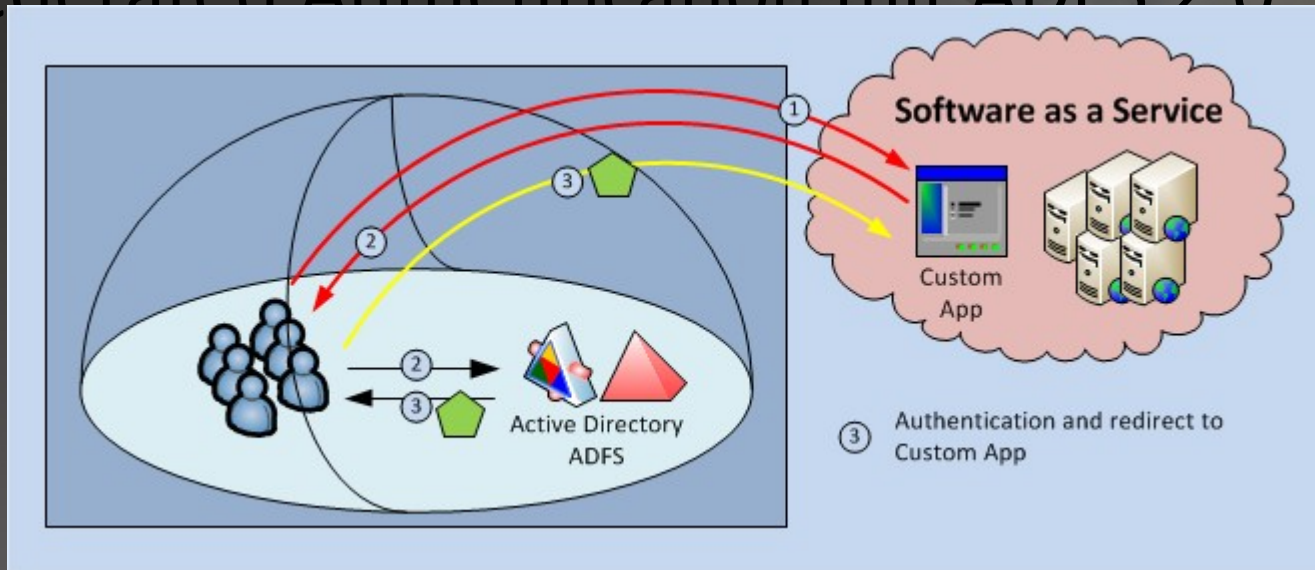 Software as a Service
1
3
2
Custom
App
2
3
Active Directory
ADFS
3 Authentication and redirect to
Custom App